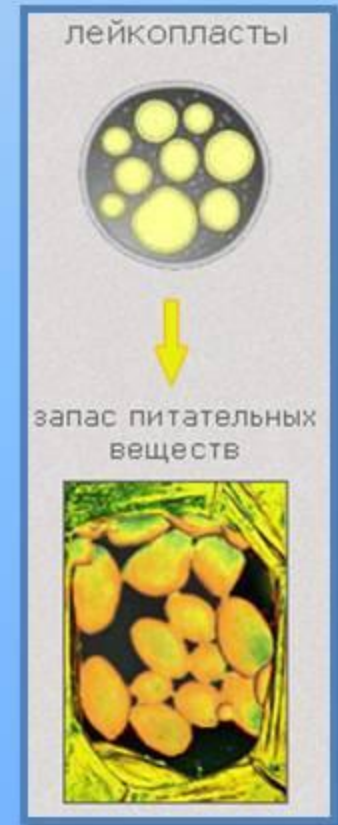 лейкопласты
запас питательных
веществ